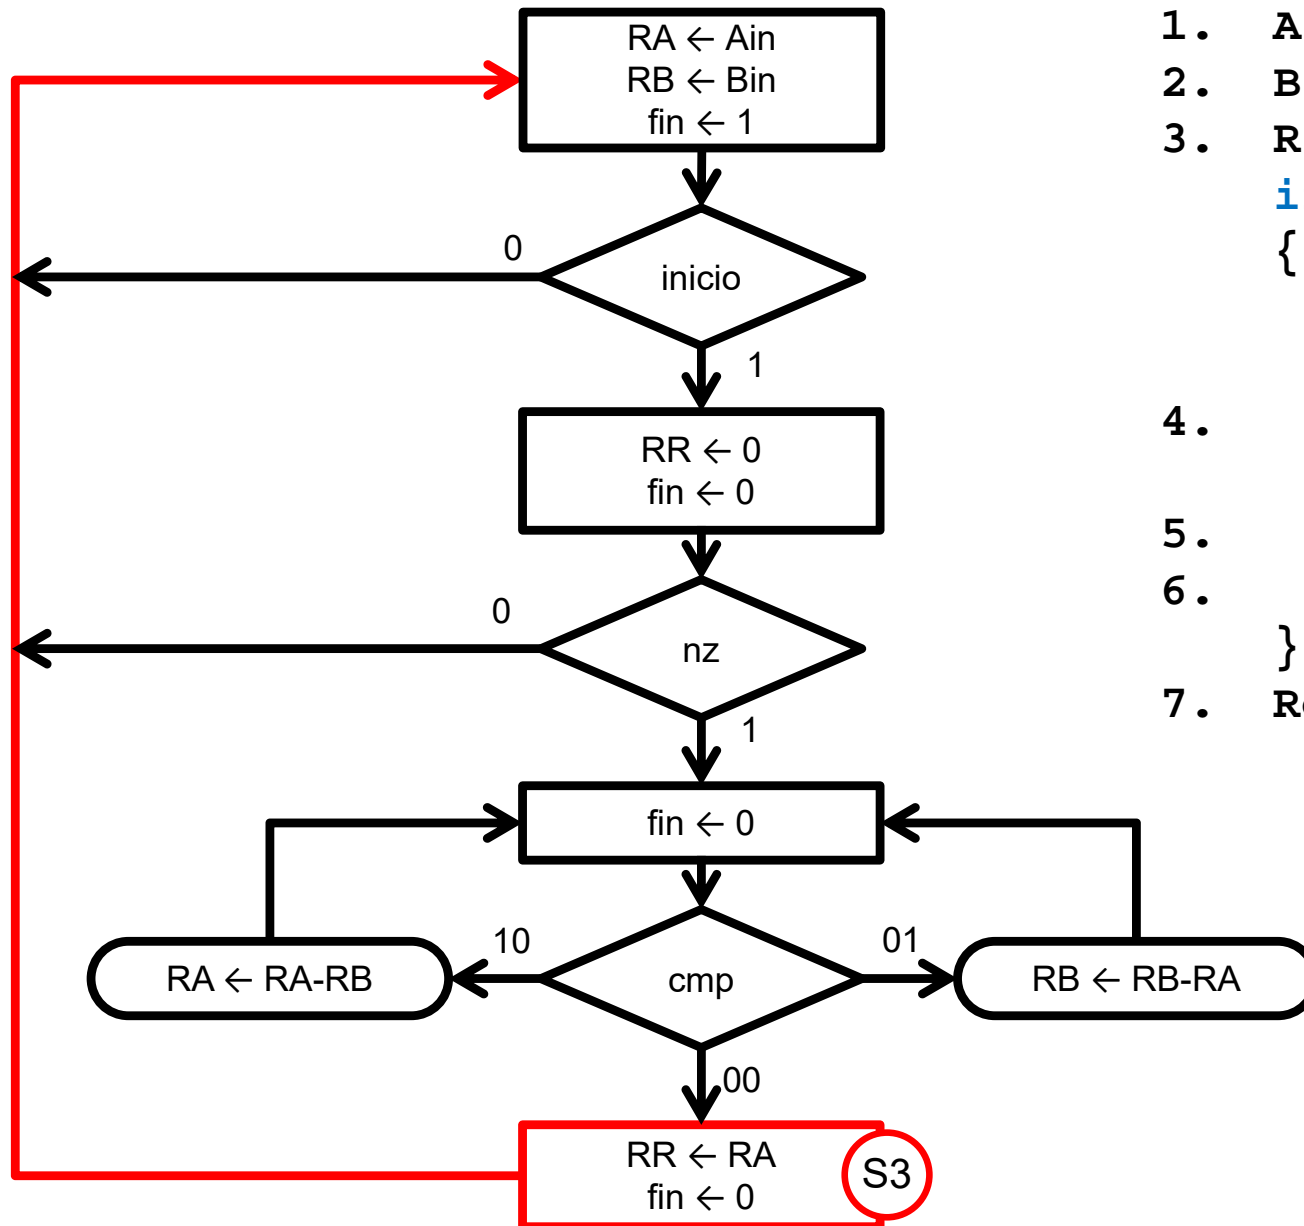 RA ← Ain
RB ← Bin
fin ← 1
0
inicio
1
RR ← 0
fin ← 0
0
nz
1
fin ← 0
10
cmp
01
RA ← RA-RB
RB ← RB-RA
00
RR ← RA
fin ← 0
S3
1. A
2. B
3. R
i
{
4.
5.
6.
}
7. R